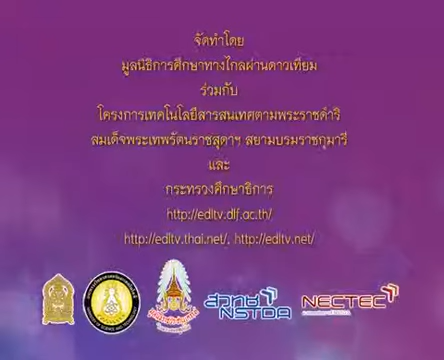 จัดทำโดย
มูลนิธิการศึกษาทางไกลผ่านดาวเทียม
ร่วมกับ
โครงการเทคโนโลยีสารสนเทศตามพระราชดำริ
สมเด็จพระเทพรัตนราชสุดาฯ สยามบรมราชกุมารี
และ
กระทรวงศึกษาธิการ
http://edltv.dlf.ac.th/
http://edltv.thai.net/, http://edltv.net/
สวทช
NSTDA
NECTEC